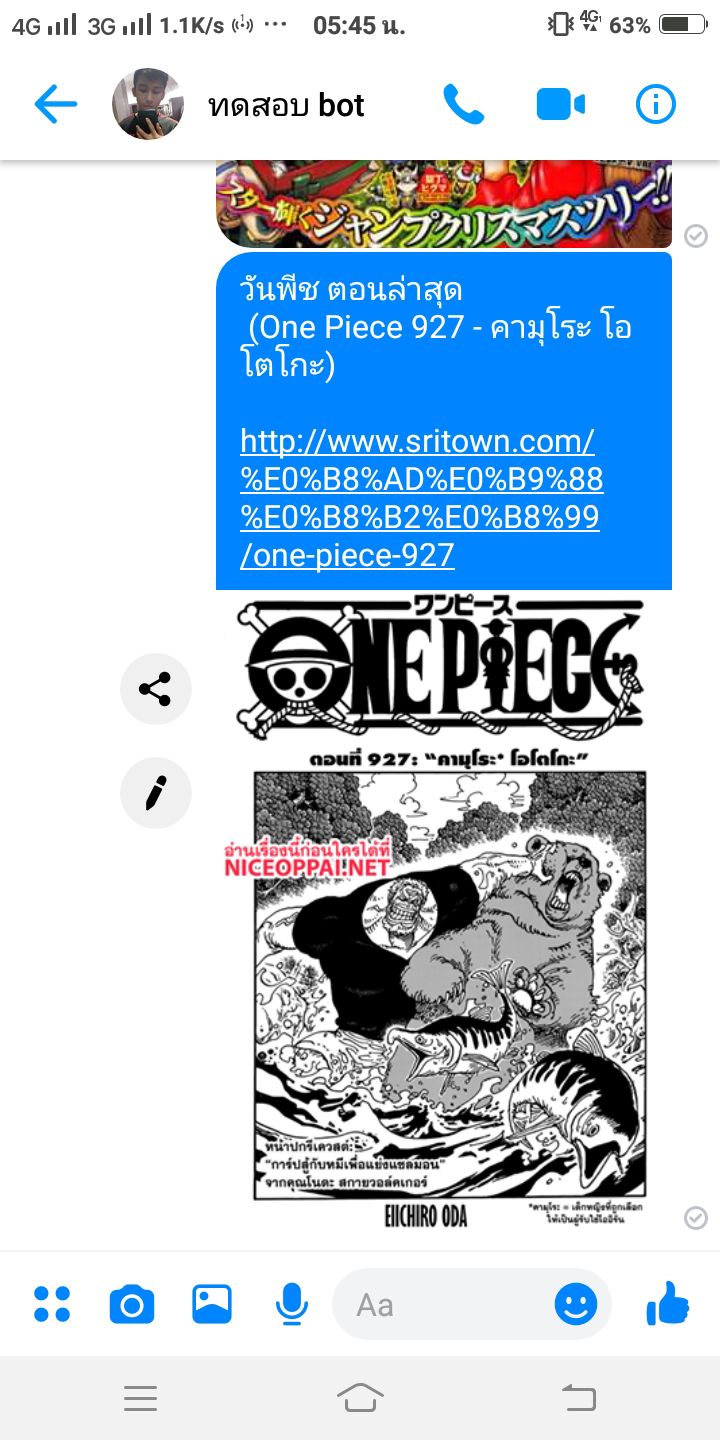 4G 3G 1.1K/s ··· 05:45 น. 4G 63%
ทดสอบ bot
スター輝くジャンプクリスマスツリー!!
วันพีช ตอนล่าสุด
(One Piece 927 - คามุโระ โอ
โตโกะ)
http://www.sritown.com/
%E0%B8%AD%E0%B9%88
%E0%B8%B2%E0%B8%99
/one-piece-927
ワンピース
ONE PIECE
ตอนที่ 927: “คามุโระ* โอโตโกะ”
อ่านเรื่องนี้ก่อนใครได้ที่
NICEOPPAI.NET
หน้าปกรีเควสต์:
“การ์ปสู้กับหมีเพื่อแย่งแซลมอน”
จากคุณโนดะ สกายวอล์คเกอร์
EIICHIRO ODA
*คามุโระ = เด็กหญิงที่ถูกเลือก
ให้เป็นผู้รับใช้โออิรัน
Aa